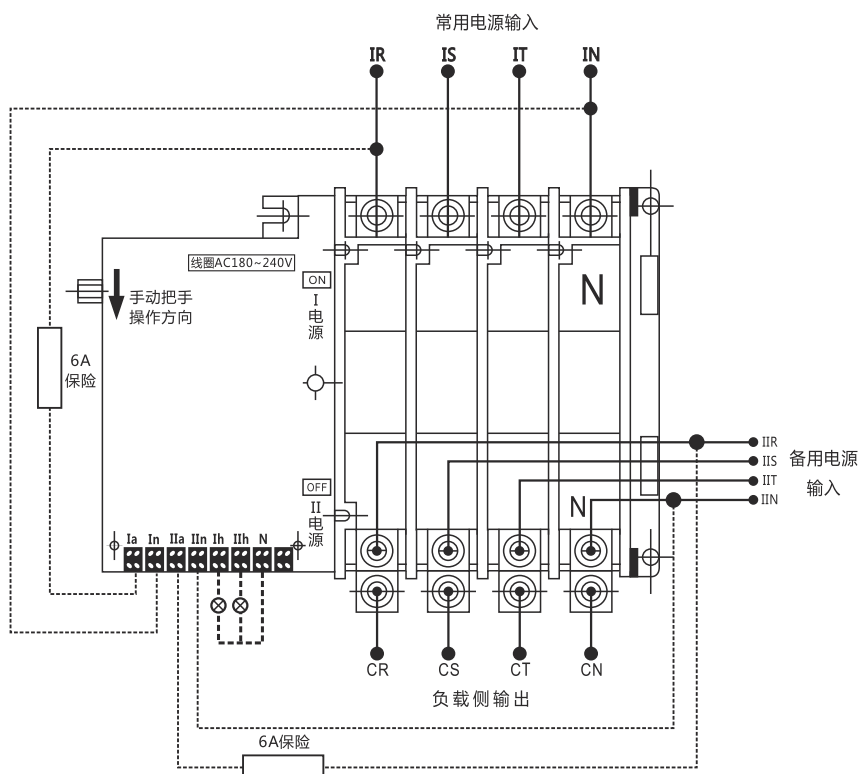 常用电源输入
IR IS IT IN
线圈AC180~240V
ON
I
电
源
N
手动把手
操作方向
6A
保险
IIR
IIS
IIT
IIN
备用电源
输入
OFF
II
电
源
N
Ia In IIa IIn Ih IIh N
CR CS CT CN
负载侧输出
6A保险